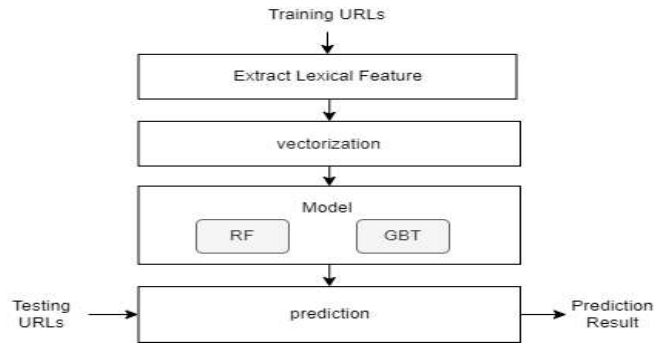 Training URLs
Extract Lexical Feature
vectorization
Model
RF
GBT
Testing
URLs
prediction
Prediction
Result